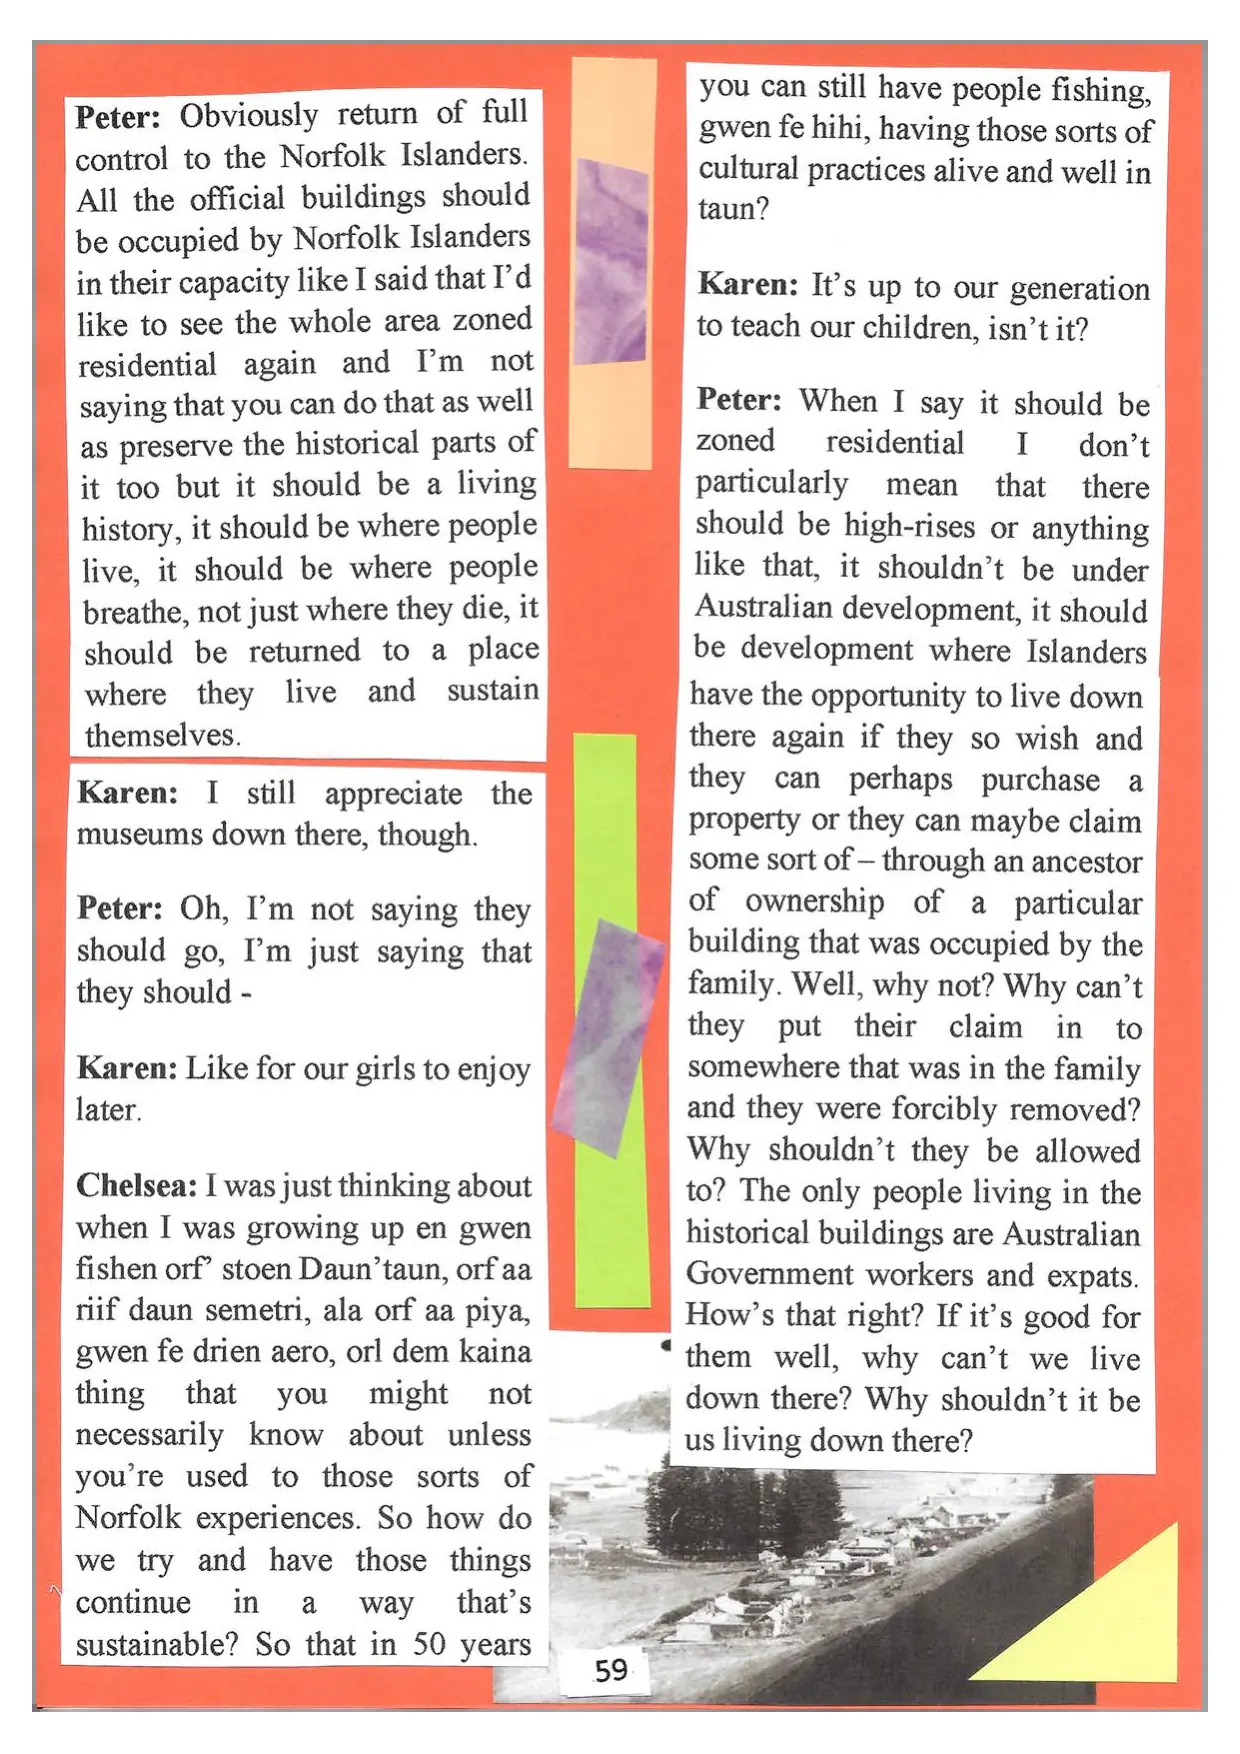 Peter: Obviously return of full
control to the Norfolk Islanders.
All the official buildings should
be occupied by Norfolk Islanders
in their capacity like I said that I'd
like to see the whole area zoned
residential again and I'm not
saying that you can do that as well
as preserve the historical parts of
it too but it should be a living
history, it should be where people
live, it should be where people
breathe, not just where they die, it
should be returned to a place
where they live and sustain
themselves.
Karen: I still appreciate the
museums down there, though.
Peter: Oh, I'm not saying they
should go, I'm just saying that
they should -
Karen: Like for our girls to enjoy
later.
Chelsea: I was just thinking about
when I was growing up en gwen
fishen orf' stoen Daun'taun, orf aa
riif daun semetri, ala orf aa piya,
gwen fe drien aero, orl dem kaina
thing that you might not
necessarily know about unless
you're used to those sorts of
Norfolk experiences. So how do
we try and have those things
continue in a way that's
sustainable? So that in 50 years
you can still have people fishing,
gwen fe hihi, having those sorts of
cultural practices alive and well in
taun?
Karen: It's up to our generation
to teach our children, isn't it?
Peter: When I say it should be
zoned residential I don't
particularly mean that there
should be high-rises or anything
like that, it shouldn't be under
Australian development, it should
be development where Islanders
have the opportunity to live down
there again if they so wish and
they can perhaps purchase a
property or they can maybe claim
some sort of – through an ancestor
of ownership of a particular
building that was occupied by the
family. Well, why not? Why can't
they put their claim in to
somewhere that was in the family
and they were forcibly removed?
Why shouldn't they be allowed
to? The only people living in the
historical buildings are Australian
Government workers and expats.
How's that right? If it's good for
them well, why can't we live
down there? Why shouldn't it be
us living down there?
59